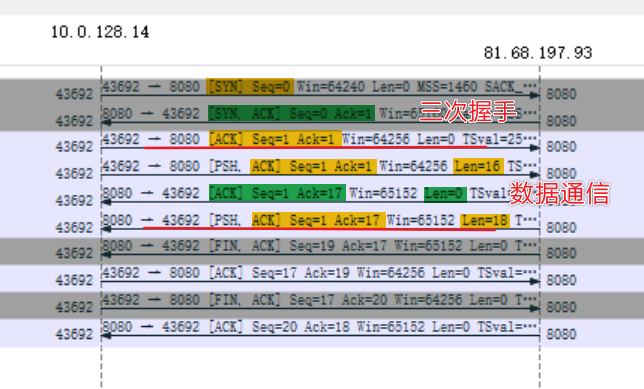 10.0.128.14
81.68.197.93
43692 → 8080 [SYN] Seq=0 Win=64240 Len=0 MSS=1460 SACK_…
43692 8080
8080 → 43692 [SYN, ACK] Seq=0 Ack=1 Win=65
三次握手
43692 8080
43692 → 8080 [ACK] Seq=1 Ack=1 Win=64256 Len=0 TSval=25…
43692 8080
43692 → 8080 [PSH, ACK] Seq=1 Ack=1 Win=64256 Len=16 TS…
43692 8080
8080 → 43692 [ACK] Seq=1 Ack=17 Win=65152 Len=0 TSval
数据通信
43692 8080
8080 → 43692 [PSH, ACK] Seq=1 Ack=17 Win=65152 Len=18 T…
43692 8080
8080 → 43692 [FIN, ACK] Seq=19 Ack=17 Win=65152 Len=0 T…
43692 8080
43692 → 8080 [ACK] Seq=17 Ack=19 Win=64256 Len=0 TSval=…
43692 8080
43692 → 8080 [FIN, ACK] Seq=17 Ack=20 Win=64256 Len=0 T…
43692 8080
8080 → 43692 [ACK] Seq=20 Ack=18 Win=65152 Len=0 TSval=…
43692 8080